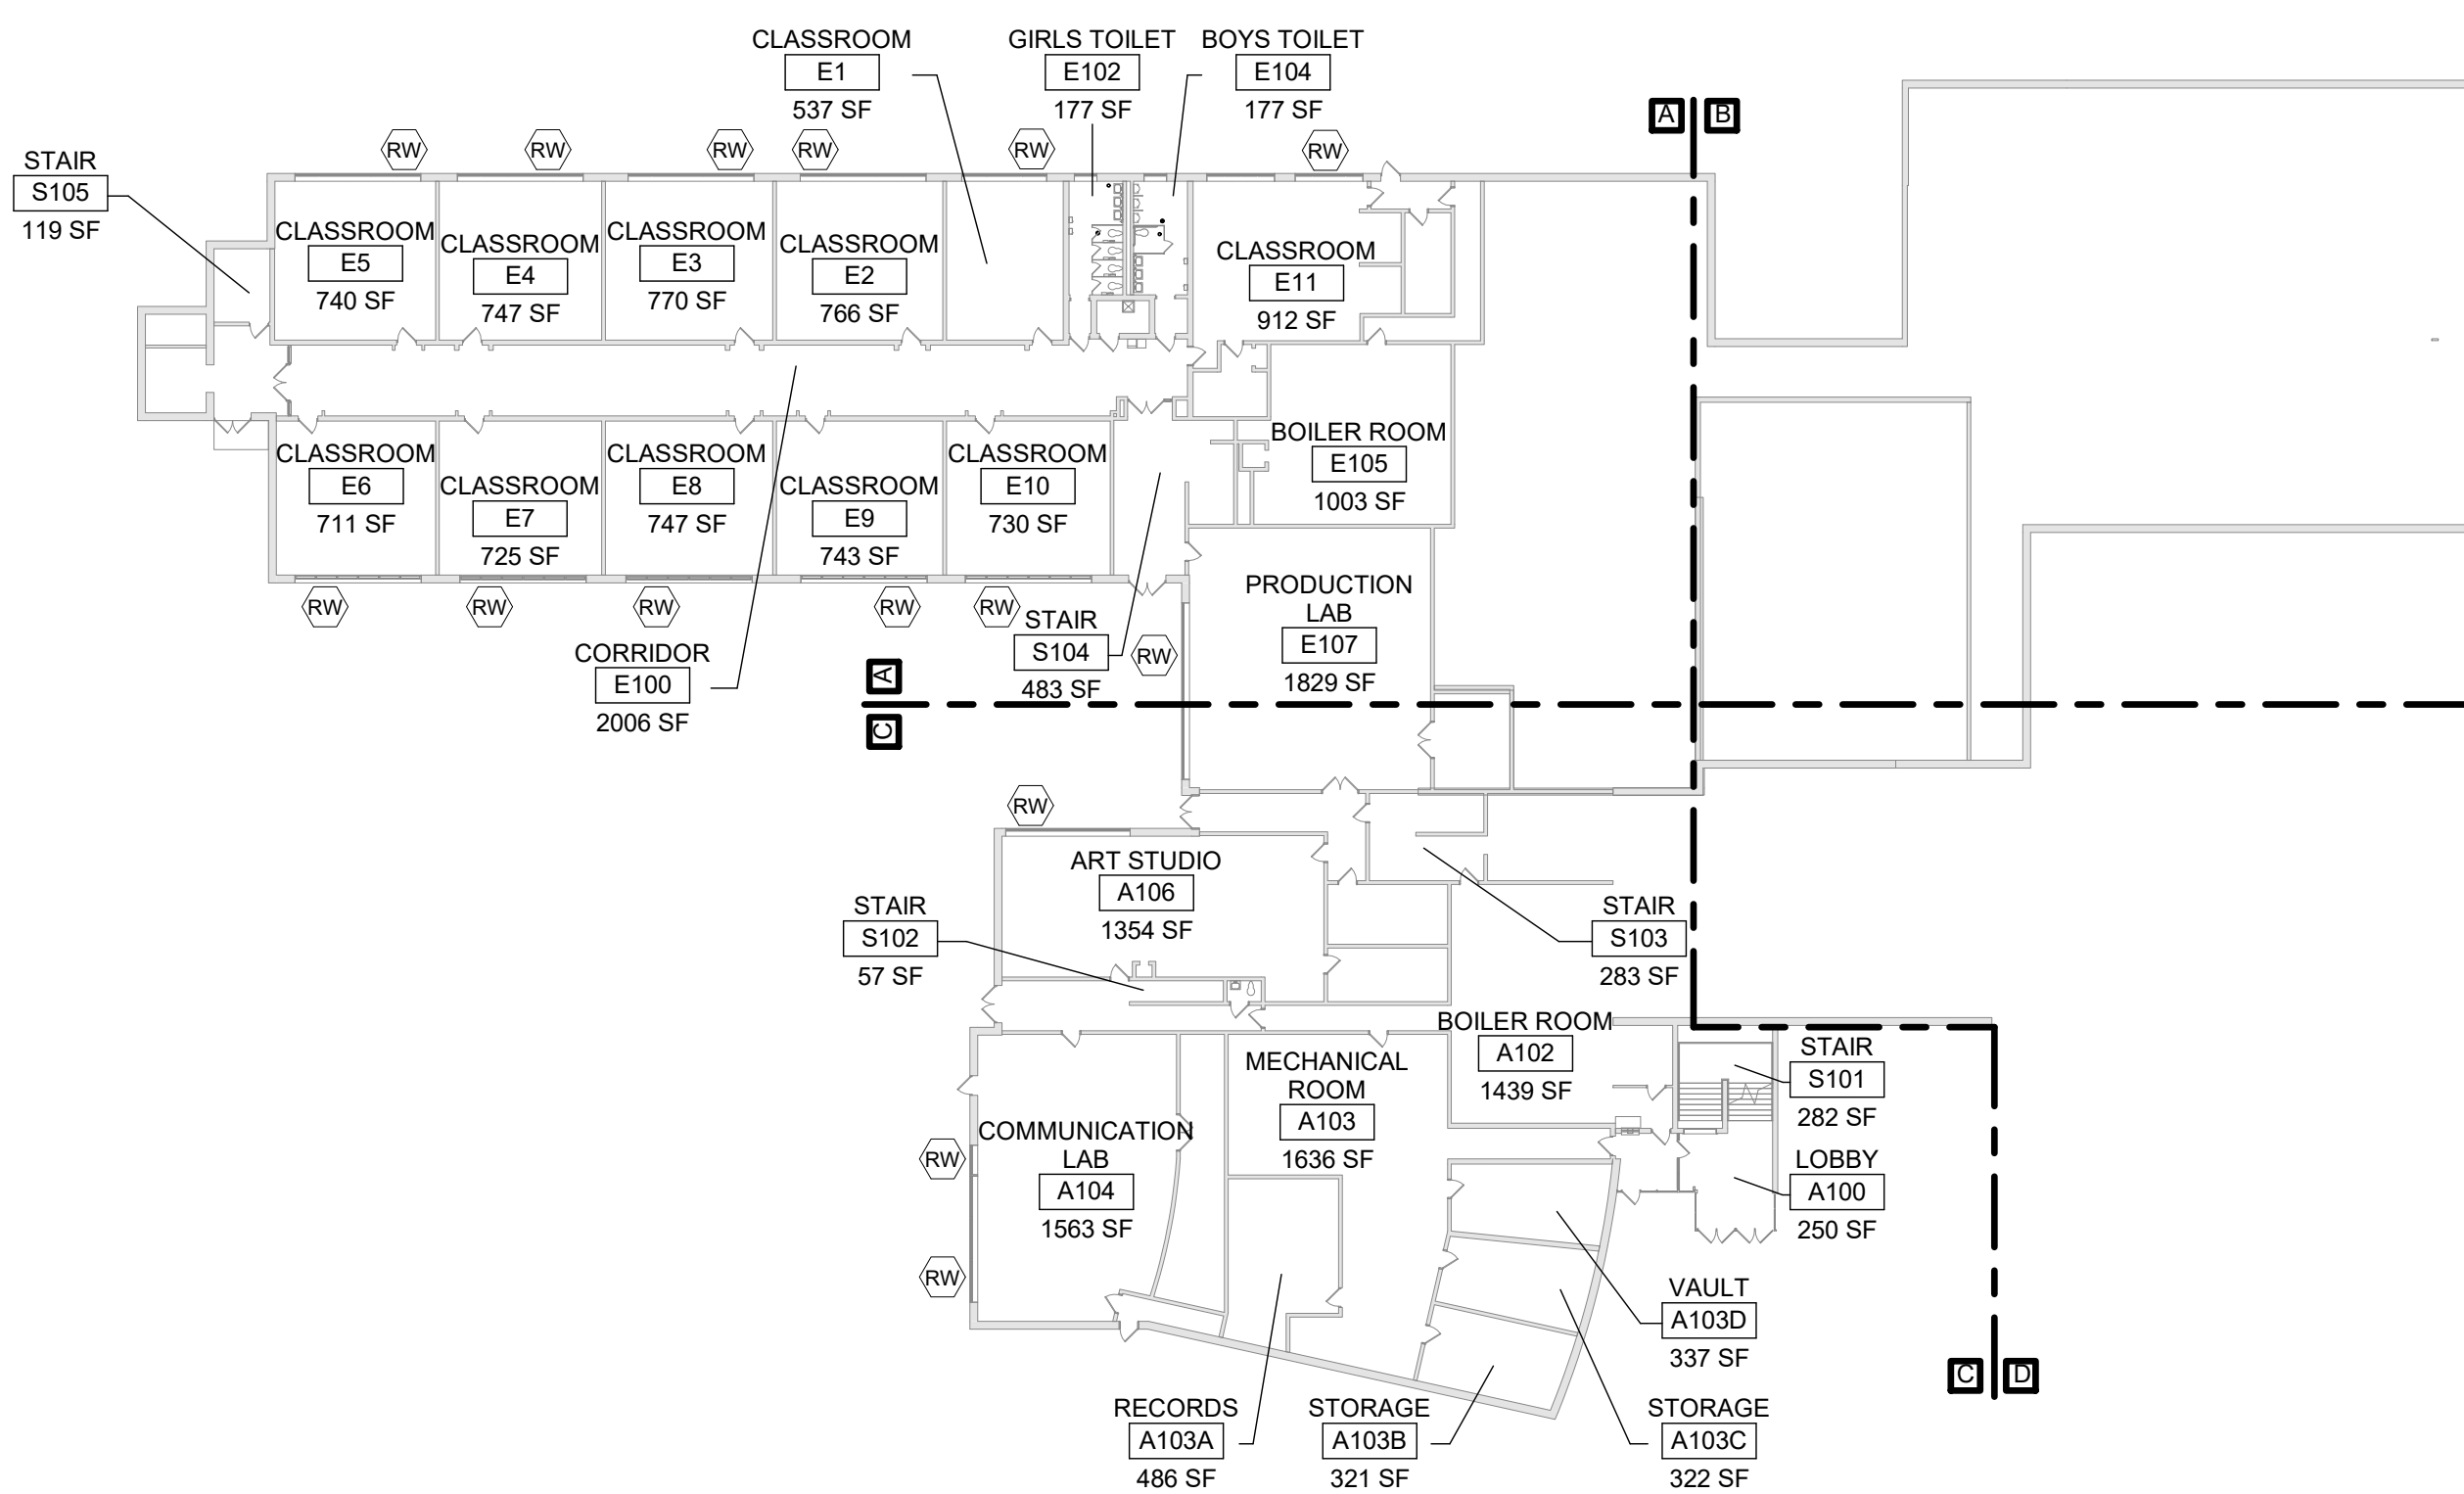 CLASSROOM
E1
537 SF
GIRLS TOILET
E102
177 SF
BOYS TOILET
E104
177 SF
A
B
RW
RW
RW
RW
RW
RW
STAIR
S105
119 SF
CLASSROOM
E5
740 SF
CLASSROOM
E4
747 SF
CLASSROOM
E3
770 SF
CLASSROOM
E2
766 SF
CLASSROOM
E11
912 SF
CLASSROOM
E6
711 SF
CLASSROOM
E7
725 SF
CLASSROOM
E8
747 SF
CLASSROOM
E9
743 SF
CLASSROOM
E10
730 SF
BOILER ROOM
E105
1003 SF
RW
RW
RW
RW
RW
PRODUCTION
LAB
E107
1829 SF
STAIR
S104
483 SF
RW
CORRIDOR
E100
2006 SF
A
C
RW
ART STUDIO
A106
1354 SF
STAIR
S102
57 SF
STAIR
S103
283 SF
BOILER ROOM
A102
1439 SF
MECHANICAL
ROOM
A103
1636 SF
STAIR
S101
282 SF
COMMUNICATION
LAB
A104
1563 SF
RW
RW
LOBBY
A100
250 SF
VAULT
A103D
337 SF
C
D
RECORDS
A103A
486 SF
STORAGE
A103B
321 SF
STORAGE
A103C
322 SF